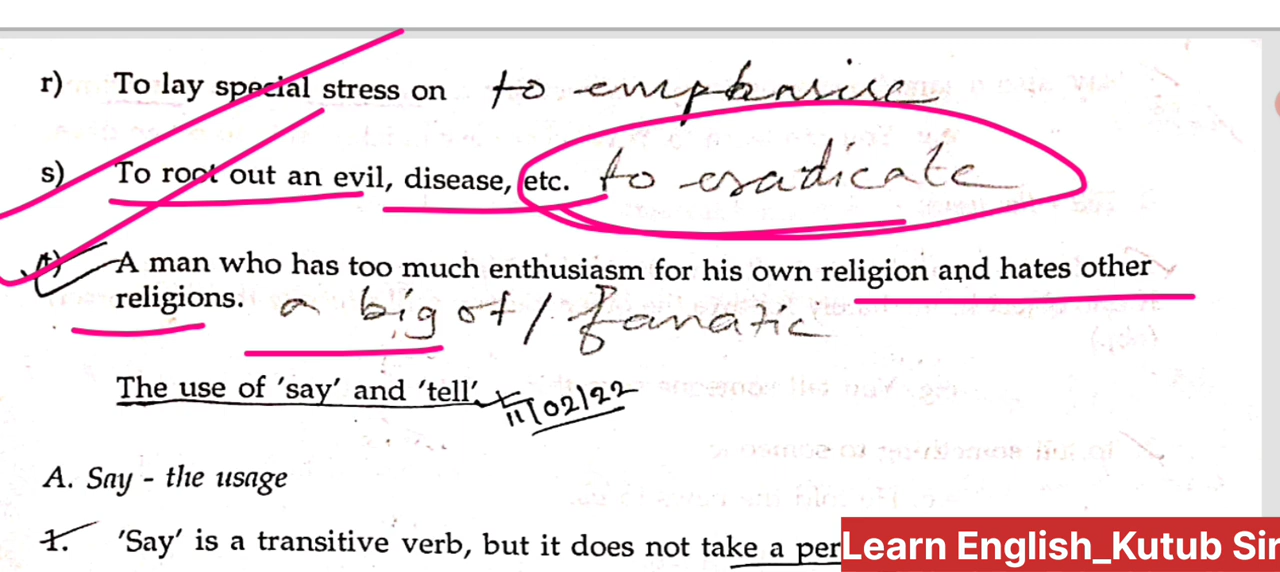 r) To lay special stress on to emphasise
s) To root out an evil, disease, etc. to eradicate
t) A man who has too much enthusiasm for his own religion and hates other
religions. a bigot / fanatic
The use of 'say' and 'tell' 11/02/22
A. Say - the usage
1. 'Say' is a transitive verb, but it does not take a per
Learn English_Kutub Sir